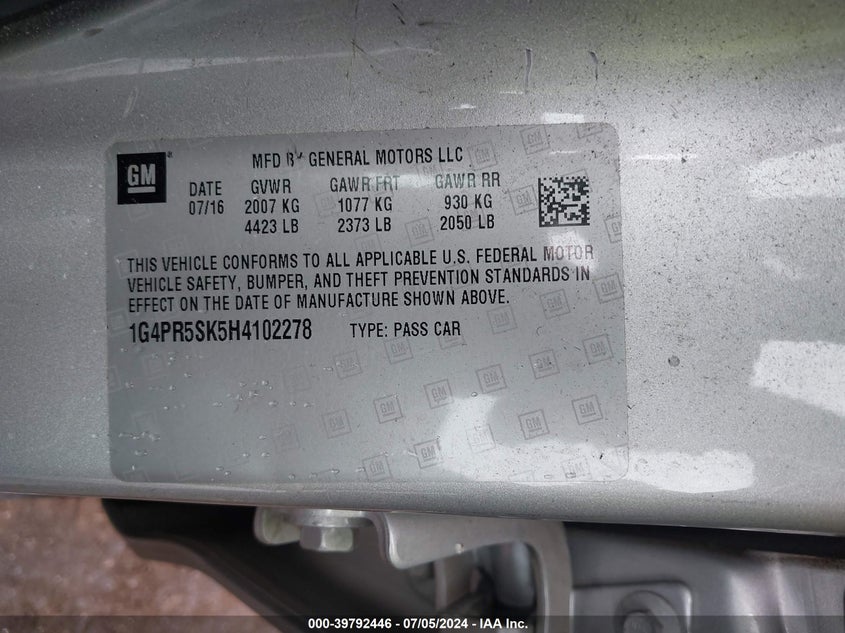 GM
MFD BY GENERAL MOTORS LLC
DATE GVWR GAWR FRT GAWR RR
07/16 2007 KG 1077 KG 930 KG
4423 LB 2373 LB 2050 LB
THIS VEHICLE CONFORMS TO ALL APPLICABLE U.S. FEDERAL MOTOR
VEHICLE SAFETY, BUMPER, AND THEFT PREVENTION STANDARDS IN
EFFECT ON THE DATE OF MANUFACTURE SHOWN ABOVE.
1G4PR5SK5H4102278 TYPE: PASS CAR
000-39792446 - 07/05/2024 - IAA Inc.